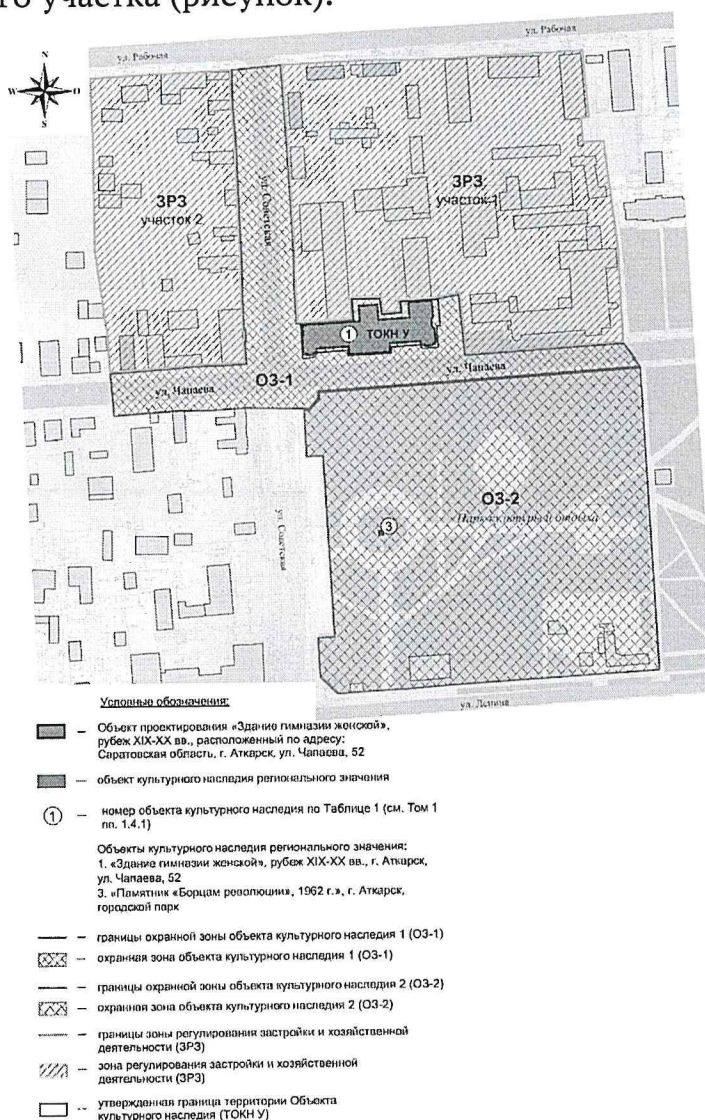 го участка (рисунок).
ул. Рабочая
ул. Рабочая
N
W
O
S
ул. Советская
ЗРЗ
участок 2
ЗРЗ
участок 1
1
ТОКН У
ул. Чапаева
ОЗ-1
ул. Чапаева
ОЗ-2
Парк культуры и отдыха
3
ул. Советская
ул. Ленина
Условные обозначения:
– Объект проектирования «Здание гимназии женской»,
рубеж XIX-XX вв., расположенный по адресу:
Саратовская область, г. Аткарск, ул. Чапаева, 52
– объект культурного наследия регионального значения
1 – номер объекта культурного наследия по Таблице 1 (см. Том 1
пп. 1.4.1)
Объекты культурного наследия регионального значения:
1. «Здание гимназии женской», рубеж XIX-XX вв., г. Аткарск,
ул. Чапаева, 52
3. «Памятник «Борцам революции», 1962 г.», г. Аткарск,
городской парк
– границы охранной зоны объекта культурного наследия 1 (ОЗ-1)
– охранная зона объекта культурного наследия 1 (ОЗ-1)
– границы охранной зоны объекта культурного наследия 2 (ОЗ-2)
– охранная зона объекта культурного наследия 2 (ОЗ-2)
– границы зоны регулирования застройки и хозяйственной
деятельности (ЗРЗ)
– зона регулирования застройки и хозяйственной
деятельности (ЗРЗ)
-- утвержденная граница территории Объекта
культурного наследия (ТОКН У)